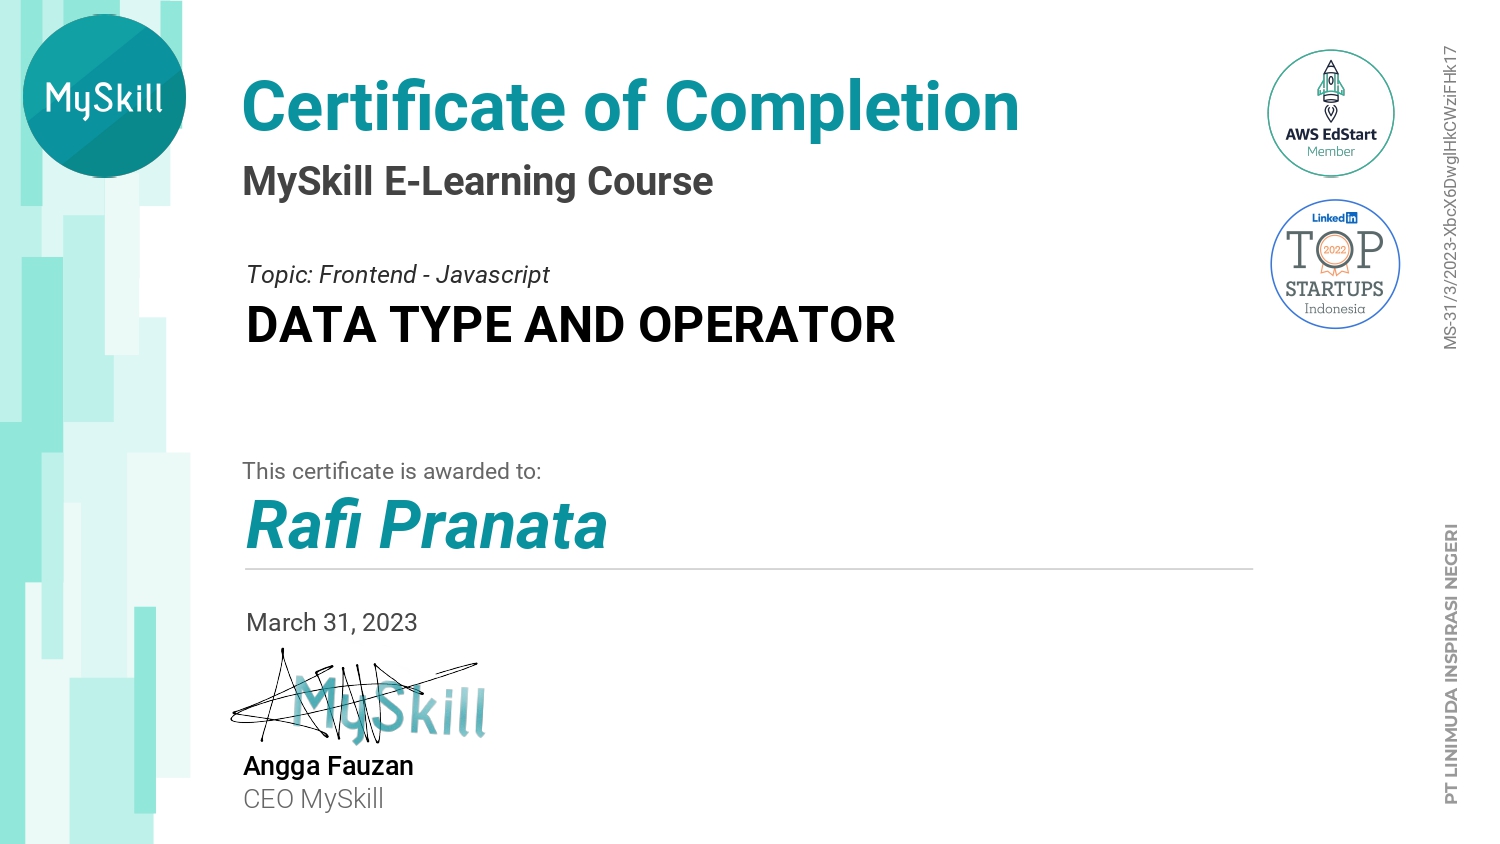 MySkill
Certificate of Completion
MySkill E-Learning Course
Topic: Frontend - Javascript
DATA TYPE AND OPERATOR
This certificate is awarded to:
Rafi Pranata
March 31, 2023
MySkill
Angga Fauzan
CEO MySkill
AWS EdStart
Member
Linked in
TOP
2022
STARTUPS
Indonesia
MS-31/3/2023-XbcX6DwglHkCWziFHk17
PT LINIMUDA INSPIRASI NEGERI